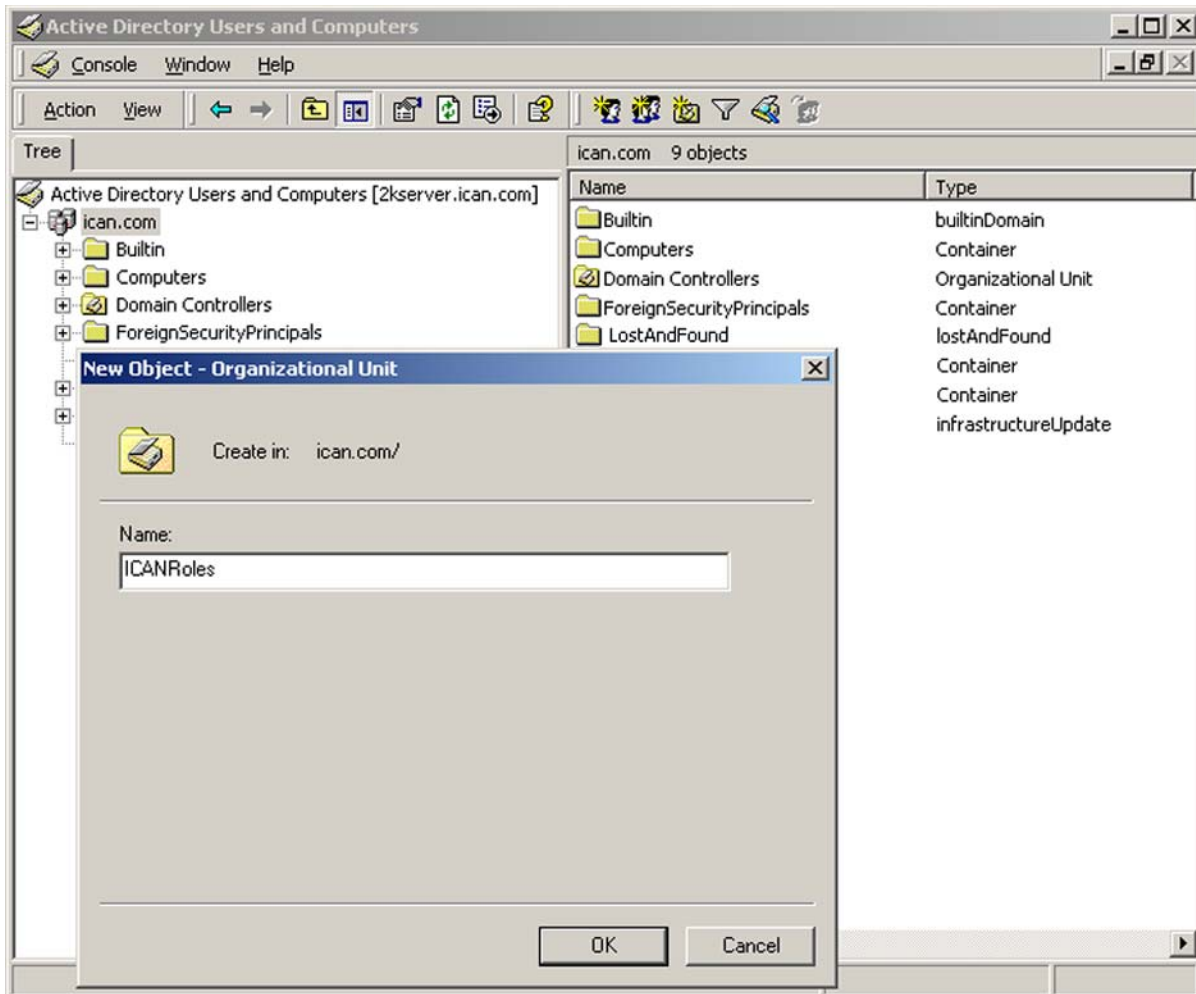 Active Directory Users and Computers
Console Window Help
Action View
Tree
ican.com 9 objects
Active Directory Users and Computers [2kserver.ican.com]
ican.com
Builtin
Computers
Domain Controllers
ForeignSecurityPrincipals
Name Type
Builtin builtinDomain
Computers Container
Domain Controllers Organizational Unit
ForeignSecurityPrincipals Container
LostAndFound lostAndFound
Container
Container
infrastructureUpdate
New Object - Organizational Unit
Create in: ican.com/
Name:
ICANRoles
OK Cancel